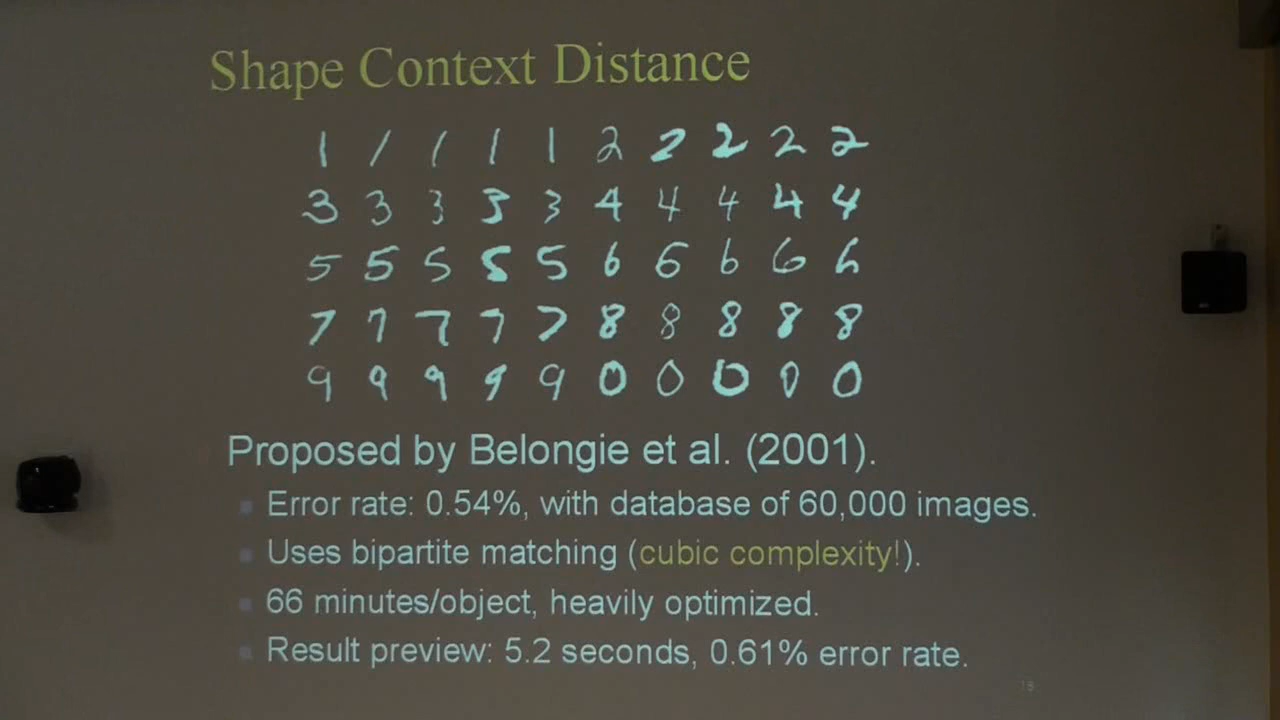 Shape Context Distance
1 1 1 1 1 2 2 2 2 2
3 3 3 3 3 4 4 4 4 4
5 5 5 5 5 6 6 6 6 6
7 7 7 7 7 8 8 8 8 8
9 9 9 9 9 0 0 0 0 0
Proposed by Belongie et al. (2001).
Error rate: 0.54%, with database of 60,000 images.
Uses bipartite matching (cubic complexity!).
66 minutes/object, heavily optimized.
Result preview: 5.2 seconds, 0.61% error rate.